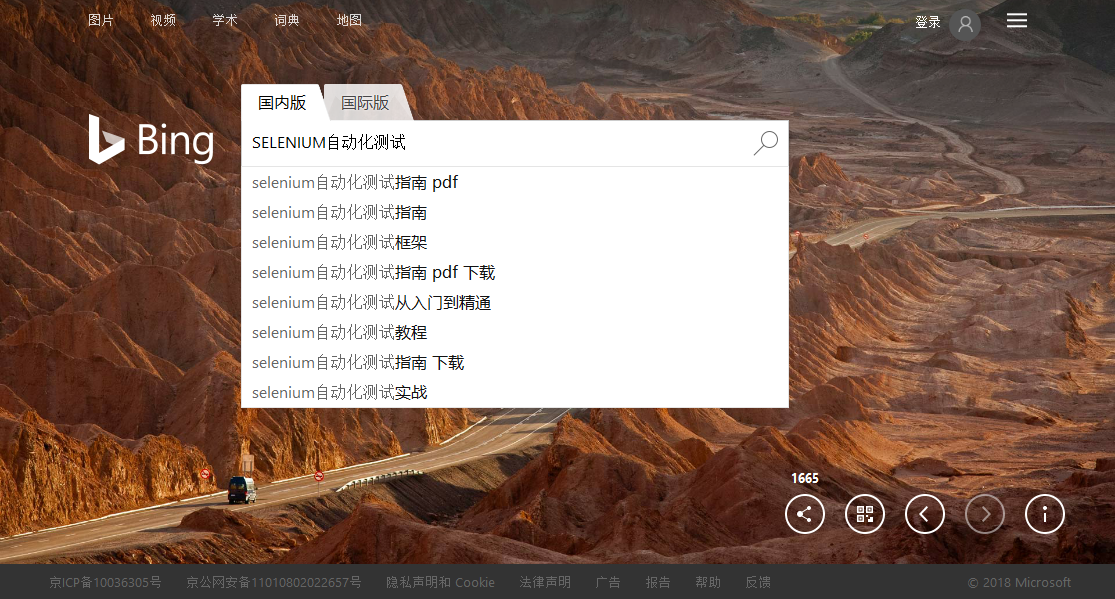 图片 视频 学术 词典 地图 登录
国内版 国际版
Bing
SELENIUM自动化测试
selenium自动化测试指南 pdf
selenium自动化测试指南
selenium自动化测试框架
selenium自动化测试指南 pdf 下载
selenium自动化测试从入门到精通
selenium自动化测试教程
selenium自动化测试指南 下载
selenium自动化测试实战
1665
京ICP备10036305号 京公网安备11010802022657号 隐私声明和 Cookie 法律声明 广告 报告 帮助 反馈 © 2018 Microsoft